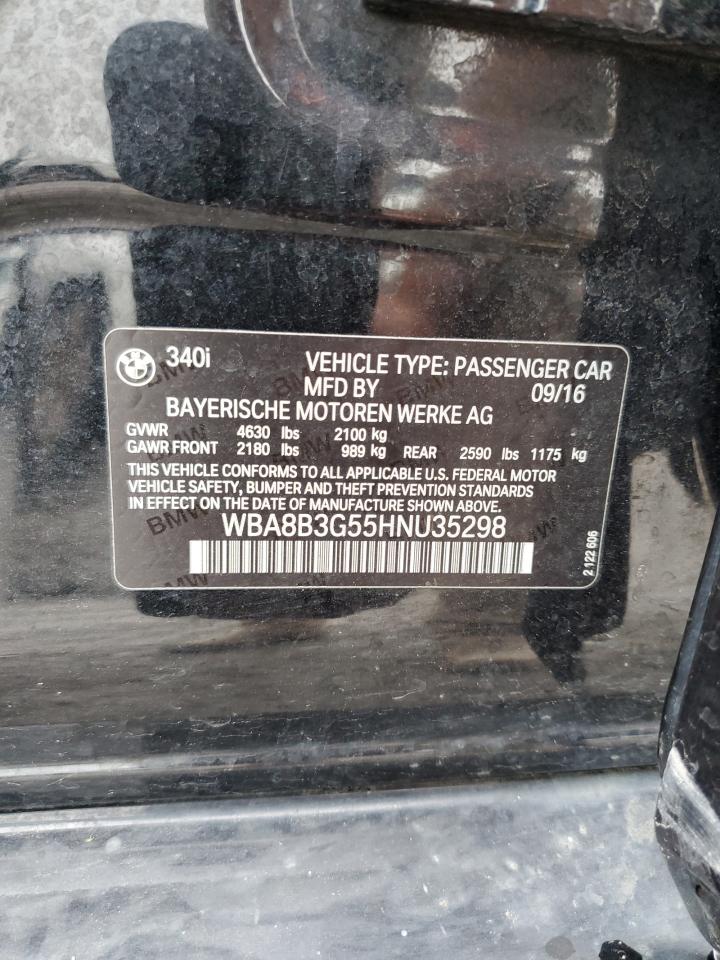 340i VEHICLE TYPE: PASSENGER CAR
MFD BY 09/16
BAYERISCHE MOTOREN WERKE AG
GVWR 4630 lbs 2100 kg
GAWR FRONT 2180 lbs 989 kg REAR 2590 lbs 1175 kg
THIS VEHICLE CONFORMS TO ALL APPLICABLE U.S. FEDERAL MOTOR
VEHICLE SAFETY, BUMPER AND THEFT PREVENTION STANDARDS
IN EFFECT ON THE DATE OF MANUFACTURE SHOWN ABOVE.
WBA8B3G55HNU35298
2 122 606